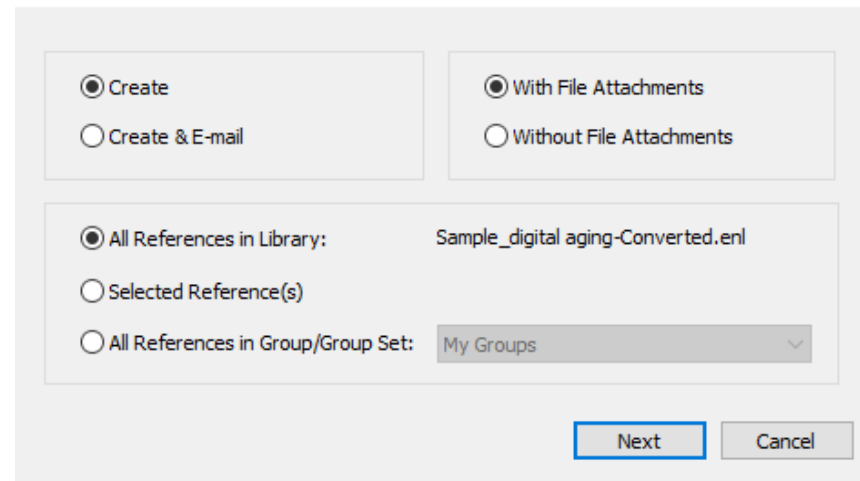 Create
Create & E-mail
With File Attachments
Without File Attachments
All References in Library: Sample_digital aging-Converted.enl
Selected Reference(s)
All References in Group/Group Set: My Groups
Next Cancel